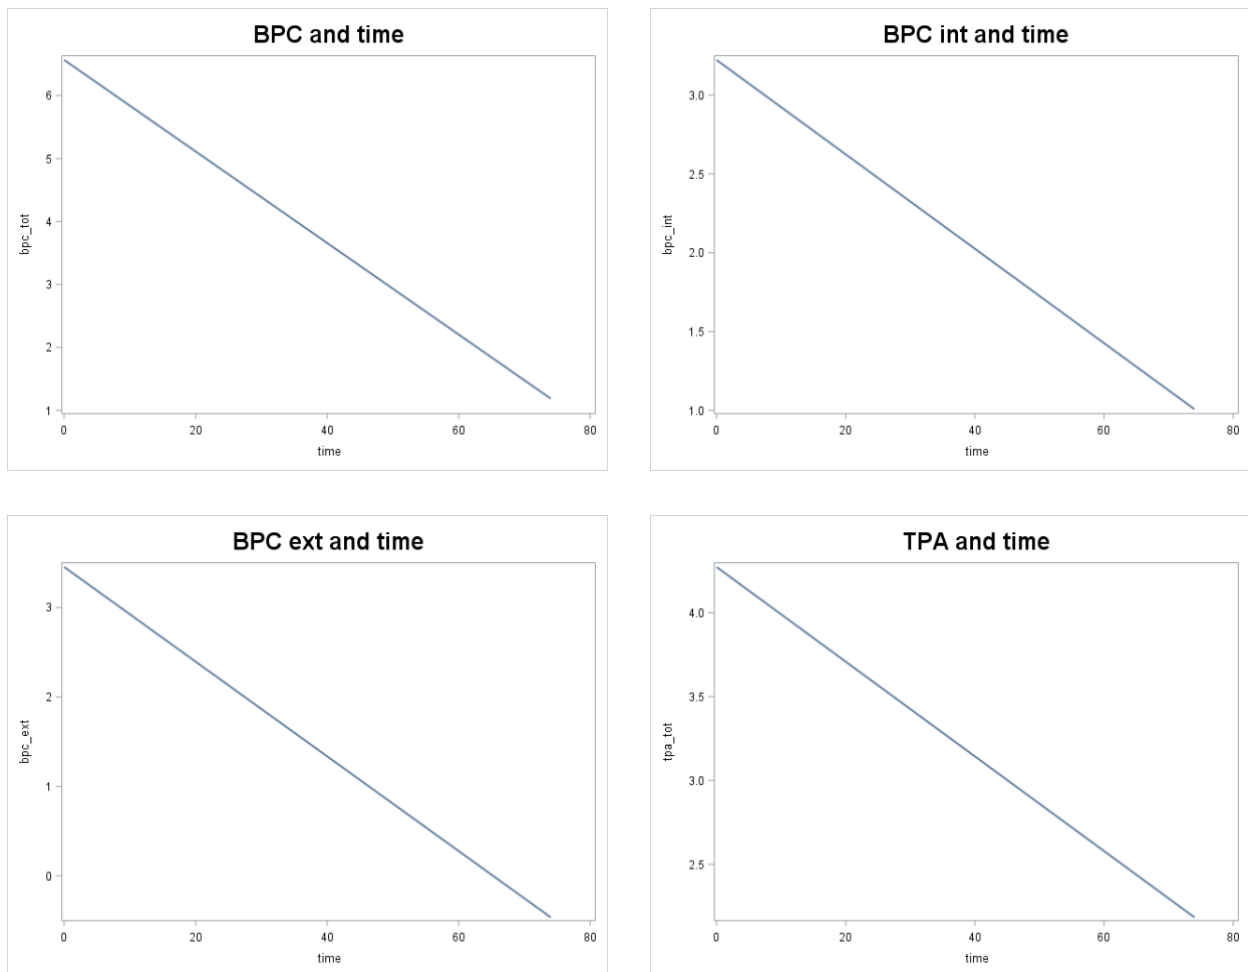 BPC and time
6
5
4
3
2
1
bpc_tot
0 20 40 60 80
time
BPC int and time
3.0
2.5
2.0
1.5
1.0
bpc_int
0 20 40 60 80
time
BPC ext and time
3
2
1
0
bpc_ext
0 20 40 60 80
time
TPA and time
4.0
3.5
3.0
2.5
tpa_tot
0 20 40 60 80
time